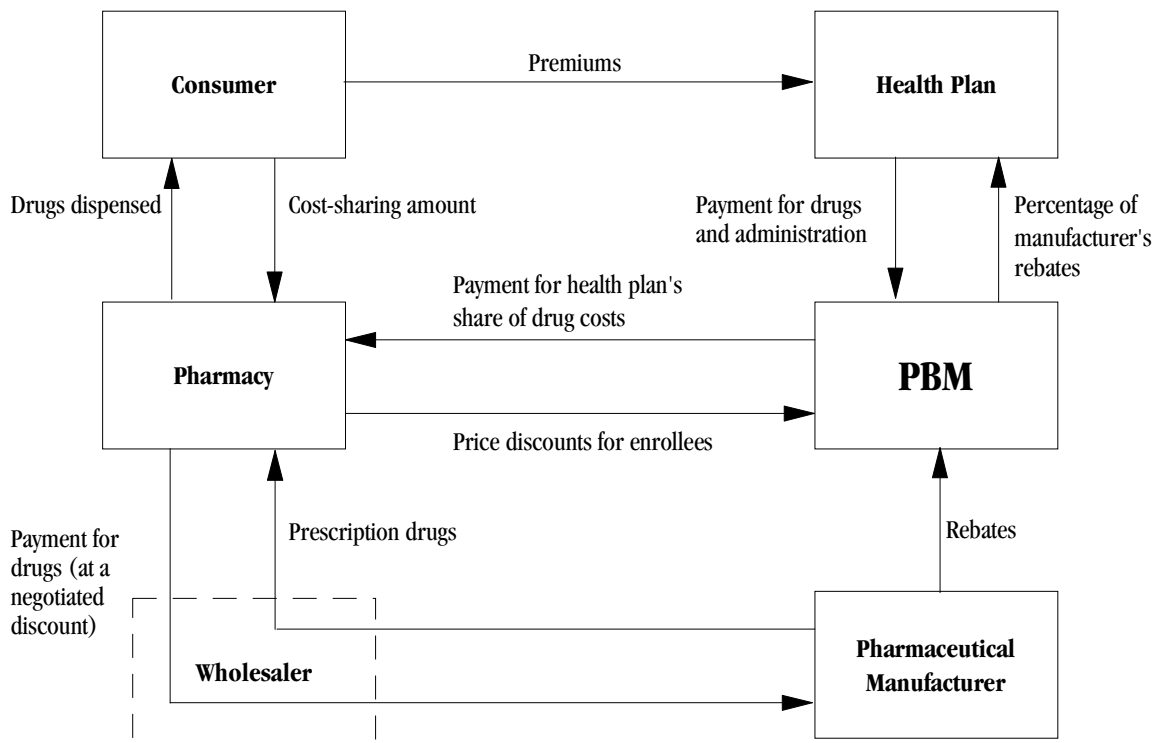 Consumer
Premiums
Health Plan
Drugs dispensed
Cost-sharing amount
Payment for drugs
and administration
Percentage of
manufacturer's
rebates
Payment for health plan's
share of drug costs
Pharmacy
PBM
Price discounts for enrollees
Payment for
drugs (at a
negotiated
discount)
Prescription drugs
Rebates
Wholesaler
Pharmaceutical
Manufacturer